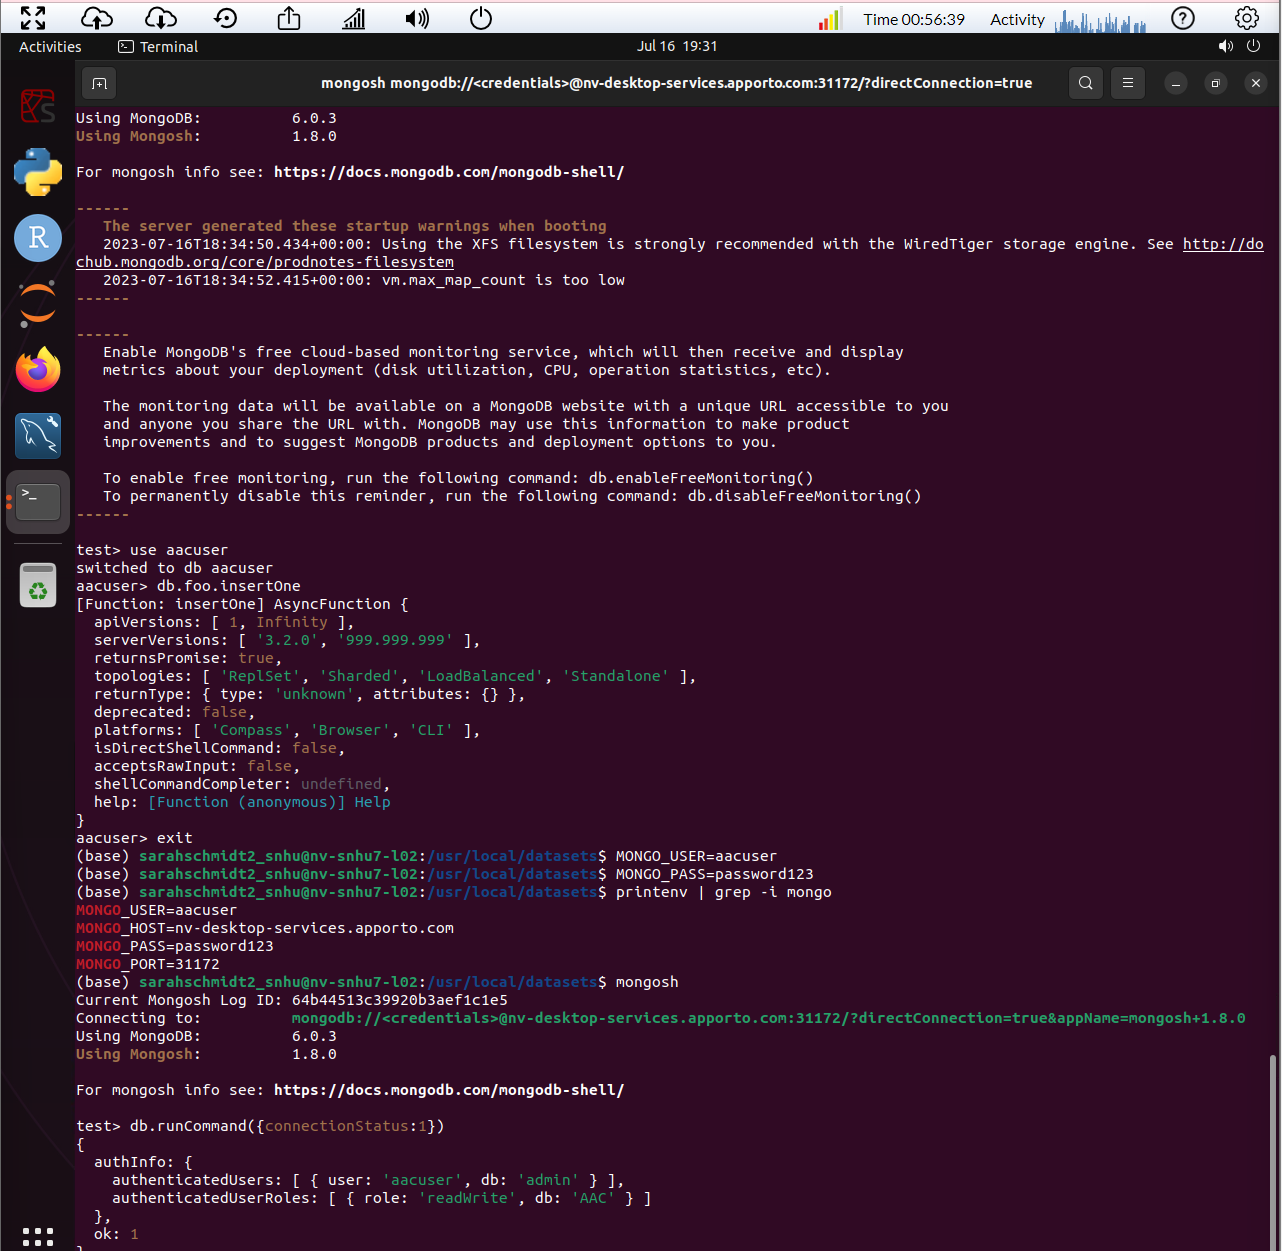 Time 00:56:39 Activity
Activities Terminal Jul 16 19:31
mongosh mongodb://<credentials>@nv-desktop-services.apporto.com:31172/?directConnection=true
Using MongoDB: 6.0.3
Using Mongosh: 1.8.0
For mongosh info see: https://docs.mongodb.com/mongodb-shell/
------
The server generated these startup warnings when booting
2023-07-16T18:34:50.434+00:00: Using the XFS filesystem is strongly recommended with the WiredTiger storage engine. See http://do
chub.mongodb.org/core/prodnotes-filesystem
2023-07-16T18:34:52.415+00:00: vm.max_map_count is too low
------
------
Enable MongoDB's free cloud-based monitoring service, which will then receive and display
metrics about your deployment (disk utilization, CPU, operation statistics, etc).
The monitoring data will be available on a MongoDB website with a unique URL accessible to you
and anyone you share the URL with. MongoDB may use this information to make product
improvements and to suggest MongoDB products and deployment options to you.
To enable free monitoring, run the following command: db.enableFreeMonitoring()
To permanently disable this reminder, run the following command: db.disableFreeMonitoring()
------
test> use aacuser
switched to db aacuser
aacuser> db.foo.insertOne
[Function: insertOne] AsyncFunction {
apiVersions: [ 1, Infinity ],
serverVersions: [ '3.2.0', '999.999.999' ],
returnsPromise: true,
topologies: [ 'ReplSet', 'Sharded', 'LoadBalanced', 'Standalone' ],
returnType: { type: 'unknown', attributes: {} },
deprecated: false,
platforms: [ 'Compass', 'Browser', 'CLI' ],
isDirectShellCommand: false,
acceptsRawInput: false,
shellCommandCompleter: undefined,
help: [Function (anonymous)] Help
}
aacuser> exit
(base) sarahschmidt2_snhu@nv-snhu7-l02:/usr/local/datasets$ MONGO_USER=aacuser
(base) sarahschmidt2_snhu@nv-snhu7-l02:/usr/local/datasets$ MONGO_PASS=password123
(base) sarahschmidt2_snhu@nv-snhu7-l02:/usr/local/datasets$ printenv | grep -i mongo
MONGO_USER=aacuser
MONGO_HOST=nv-desktop-services.apporto.com
MONGO_PASS=password123
MONGO_PORT=31172
(base) sarahschmidt2_snhu@nv-snhu7-l02:/usr/local/datasets$ mongosh
Current Mongosh Log ID: 64b44513c39920b3aef1c1e5
Connecting to: mongodb://<credentials>@nv-desktop-services.apporto.com:31172/?directConnection=true&appName=mongosh+1.8.0
Using MongoDB: 6.0.3
Using Mongosh: 1.8.0
For mongosh info see: https://docs.mongodb.com/mongodb-shell/
test> db.runCommand({connectionStatus:1})
{
authInfo: {
authenticatedUsers: [ { user: 'aacuser', db: 'admin' } ],
authenticatedUserRoles: [ { role: 'readWrite', db: 'AAC' } ]
},
ok: 1